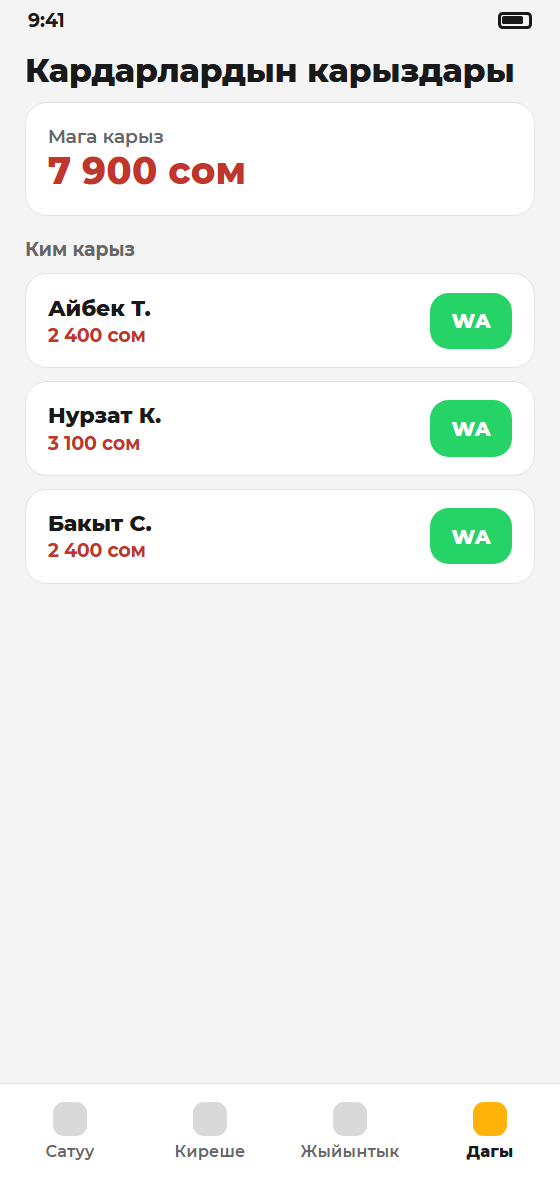 9:41
Кардарлардын карыздары
Мага карыз
7 900 сом
Ким карыз
Айбек Т.
2 400 сом
WA
Нурзат К.
3 100 сом
WA
Бакыт С.
2 400 сом
WA
Сатуу
Киреше
Жыйынтык
Дагы